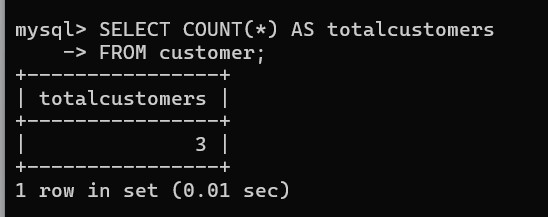 mysql> SELECT COUNT(*) AS totalcustomers
    -> FROM customer;
+----------------+
| totalcustomers |
+----------------+
|              3 |
+----------------+
1 row in set (0.01 sec)